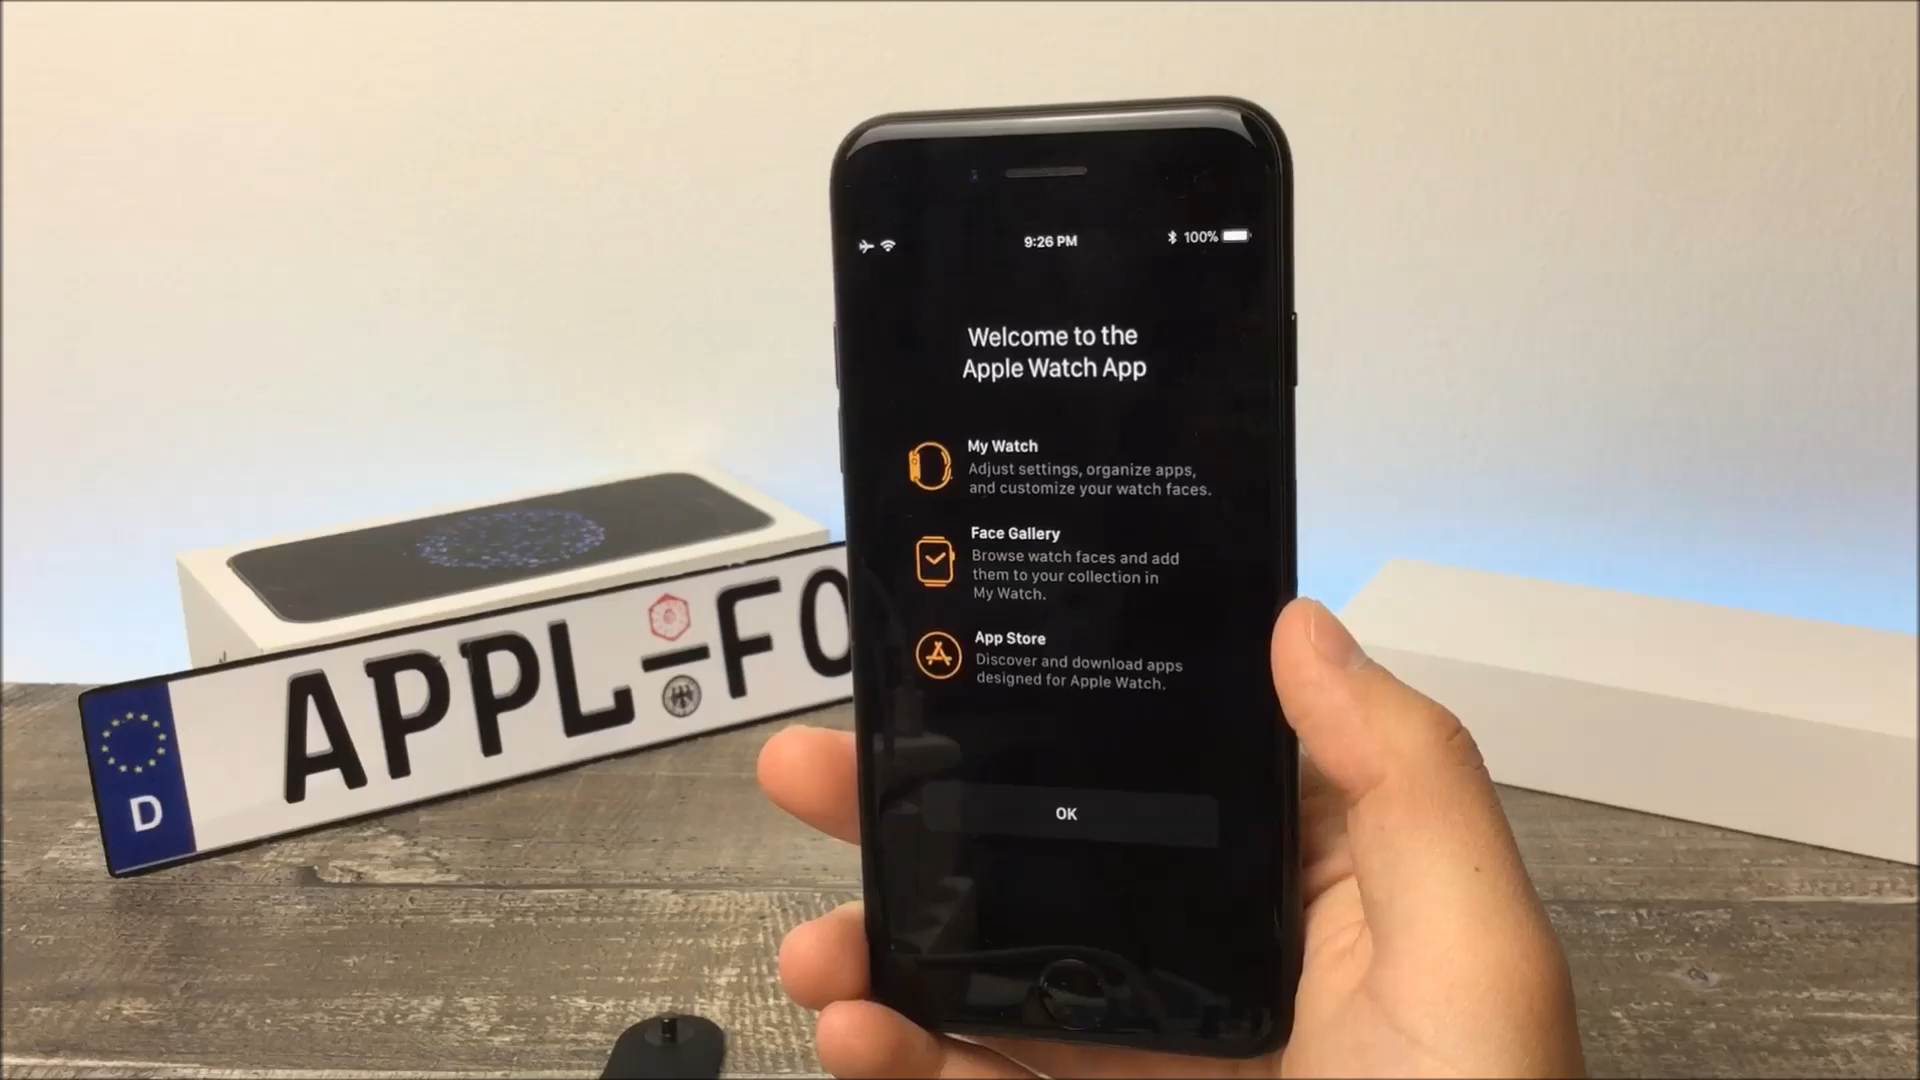 9:26 PM
100%
Welcome to the
Apple Watch App
My Watch
Adjust settings, organize apps,
and customize your watch faces.
Face Gallery
Browse watch faces and add
them to your collection in
My Watch.
App Store
Discover and download apps
designed for Apple Watch.
OK
APPL-FO
D